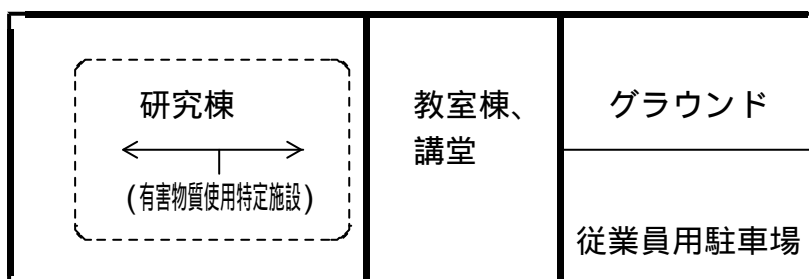 研究棟
(有害物質使用特定施設)
教室棟、
講堂
グラウンド
従業員用駐車場